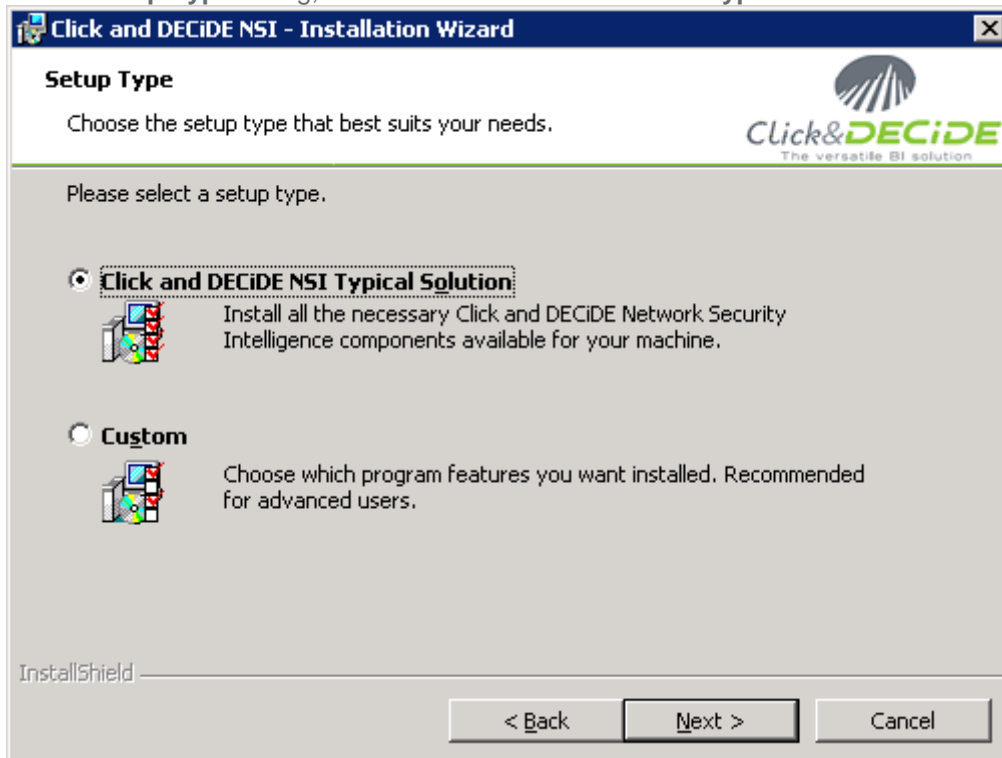 Click and DECiDE NSI - Installation Wizard
Setup Type
Choose the setup type that best suits your needs.
Click&DECiDE
The versatile BI solution
Please select a setup type.
Click and DECiDE NSI Typical Solution
Install all the necessary Click and DECiDE Network Security
Intelligence components available for your machine.
Custom
Choose which program features you want installed. Recommended
for advanced users.
InstallShield
< Back
Next >
Cancel